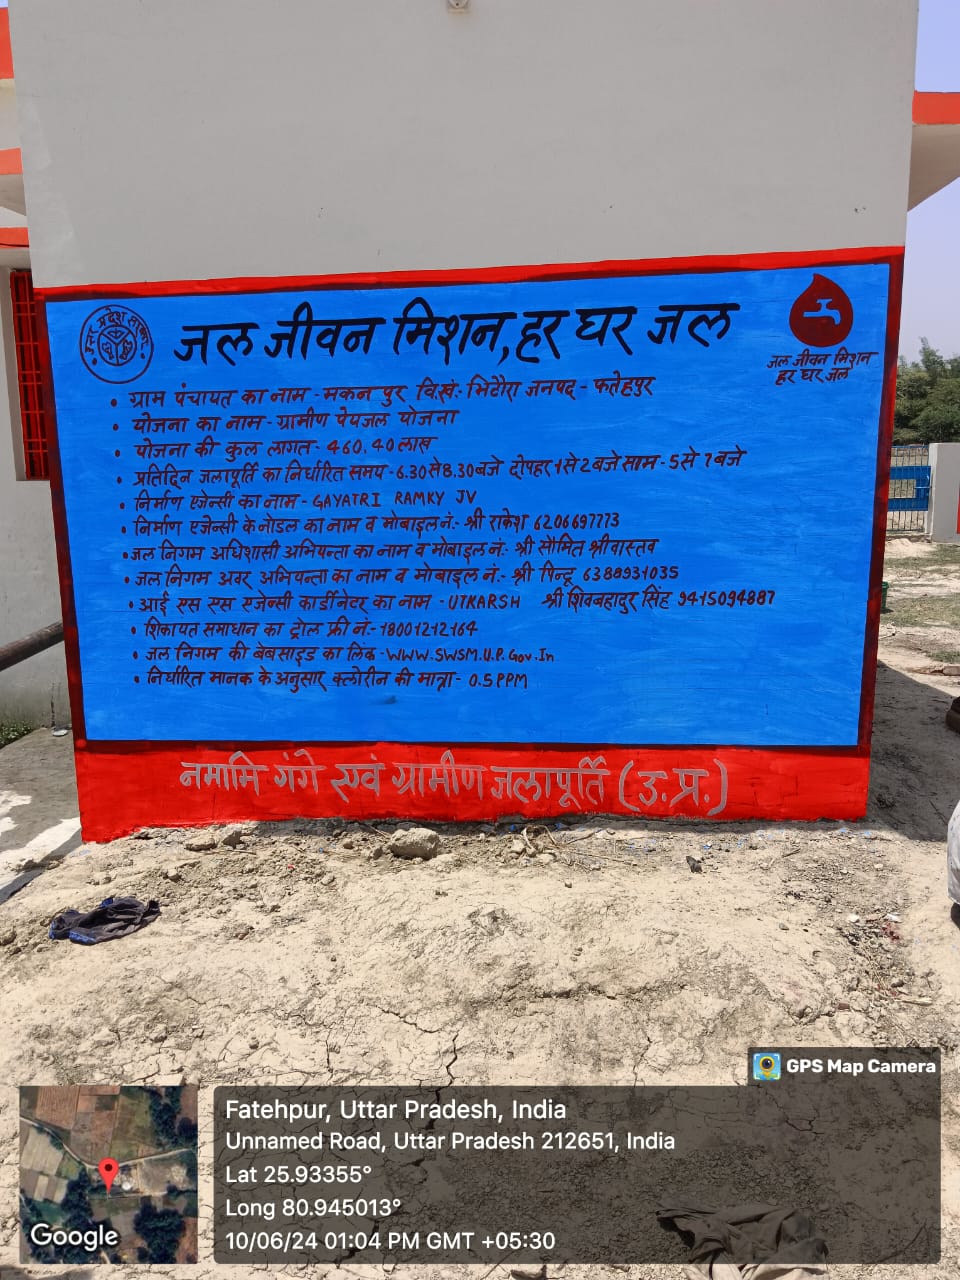 उत्तर प्रदेश सरकार
जल जीवन मिशन, हर घर जल
जल जीवन मिशन
हर घर जल
• ग्राम पंचायत का नाम - मकनपुर वि.खं.- भिटौरा जनपद - फतेहपुर
• योजना का नाम - ग्रामीण पेयजल योजना
• योजना की कुल लागत - 460.40 लाख
• प्रतिदिन जलापूर्ति का निर्धारित समय - 6.30 से 8.30 बजे दोपहर 1 से 2 बजे साम - 5 से 7 बजे
• निर्माण एजेन्सी का नाम - GAYATRI RAMKY JV
• निर्माण एजेन्सी के नोडल का नाम व मोबाइल नं.- श्री राकेश 6206697773
• जल निगम अधिशासी अभियन्ता का नाम व मोबाइल नं.- श्री सौमित श्रीवास्तव
• जल निगम अवर अभियन्ता का नाम व मोबाइल नं.- श्री पिन्टू 6388931035
• आई एस एस एजेन्सी कार्डीनेटर का नाम - UTKARSH श्री शिवबहादुर सिंह 9415094887
• शिकायत समाधान का ट्रोल फ्री नं.- 18001212164
• जल निगम की बेबसाइड का लिंक - WWW.SWSM.U.P.Gov.In
• निर्धारित मानक के अनुसार क्लोरीन की मात्रा - 0.5 PPM
नमामि गंगे एवं ग्रामीण जलापूर्ति (उ.प्र.)
GPS Map Camera
Fatehpur, Uttar Pradesh, India
Unnamed Road, Uttar Pradesh 212651, India
Lat 25.93355°
Long 80.945013°
10/06/24 01:04 PM GMT +05:30
Google